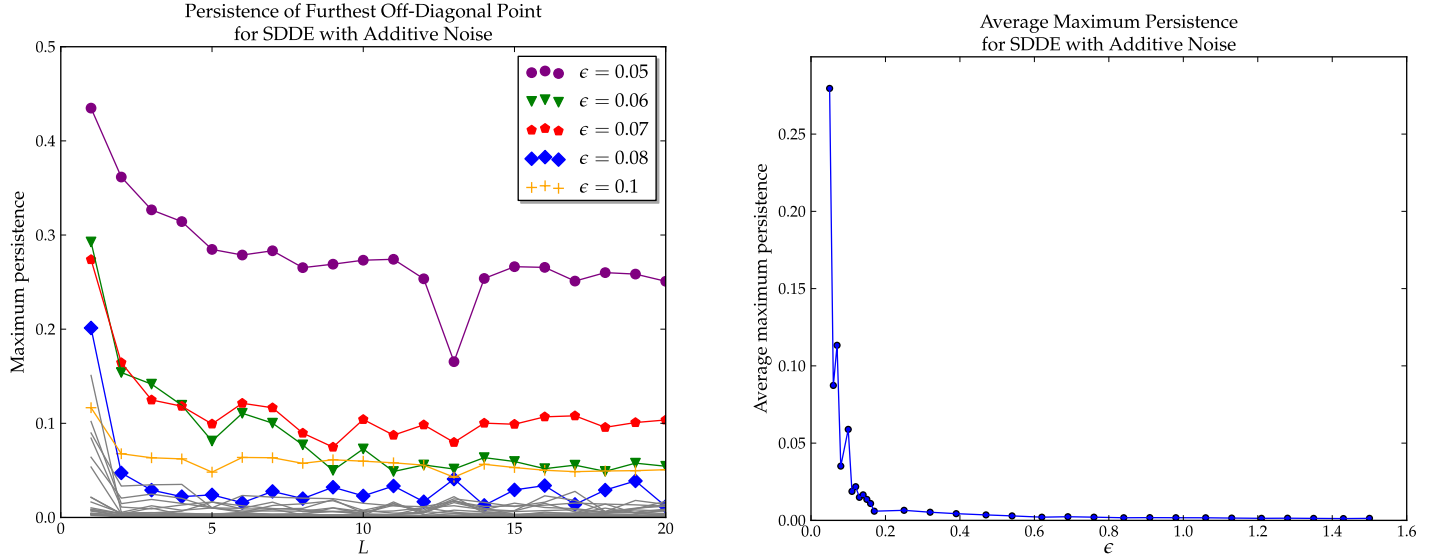 Persistence of Furthest Off-Diagonal Point
for SDDE with Additive Noise
0.5
0.4
0.3
0.2
0.1
0.0
Maximum persistence
0
5
10
15
20
L
ϵ = 0.05
ϵ = 0.06
ϵ = 0.07
ϵ = 0.08
ϵ = 0.1
Average Maximum Persistence
for SDDE with Additive Noise
0.25
0.20
0.15
0.10
0.05
0.00
Average maximum persistence
0.0
0.2
0.4
0.6
0.8
1.0
1.2
1.4
1.6
ϵ